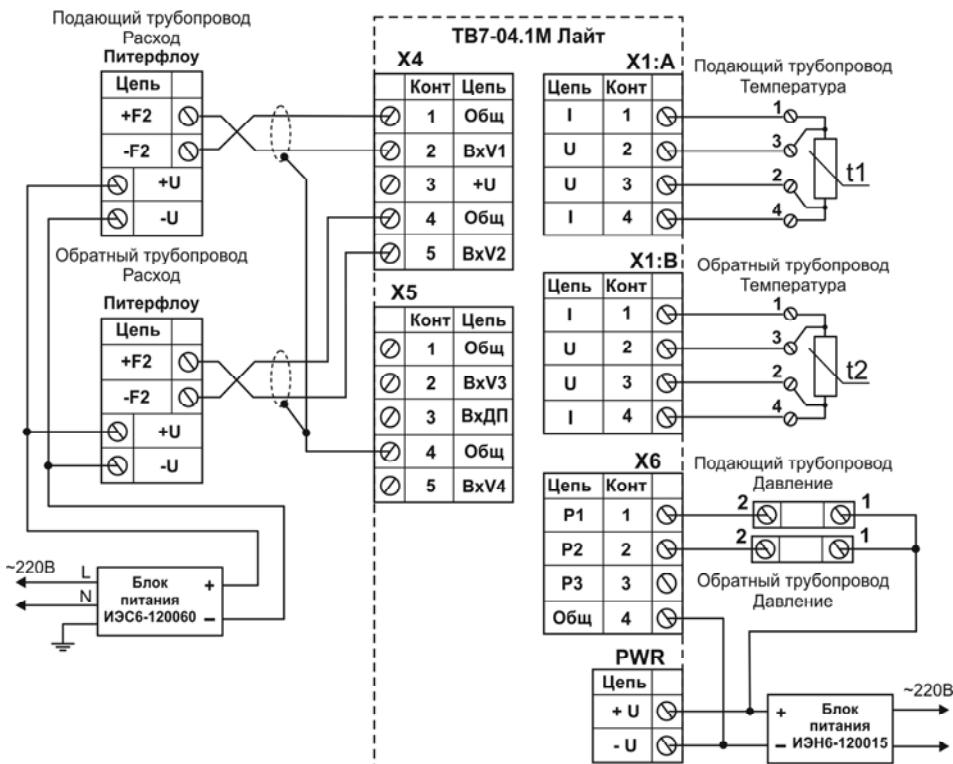 Подающий трубопровод
Расход
Питерфлоу
Цепь
+F2
-F2
+U
-U
Обратный трубопровод
Расход
Питерфлоу
Цепь
+F2
-F2
+U
-U
~220В
L
N
Блок
питания
ИЭС6-120060
+
–
ТВ7-04.1М Лайт
X4
Конт Цепь
1 Общ
2 ВхV1
3 +U
4 Общ
5 ВхV2
X5
Конт Цепь
1 Общ
2 ВхV3
3 ВхДП
4 Общ
5 ВхV4
X1:A
Цепь Конт
I 1
U 2
U 3
I 4
Подающий трубопровод
Температура
1
3
2
4
t1
X1:B
Цепь Конт
I 1
U 2
U 3
I 4
Обратный трубопровод
Температура
1
3
2
4
t2
X6
Цепь Конт
P1 1
P2 2
P3 3
Общ 4
Подающий трубопровод
Давление
2 1
2 1
Обратный трубопровод
Давление
PWR
Цепь
+ U
- U
+
–
Блок
питания
ИЭН6-120015
~220В